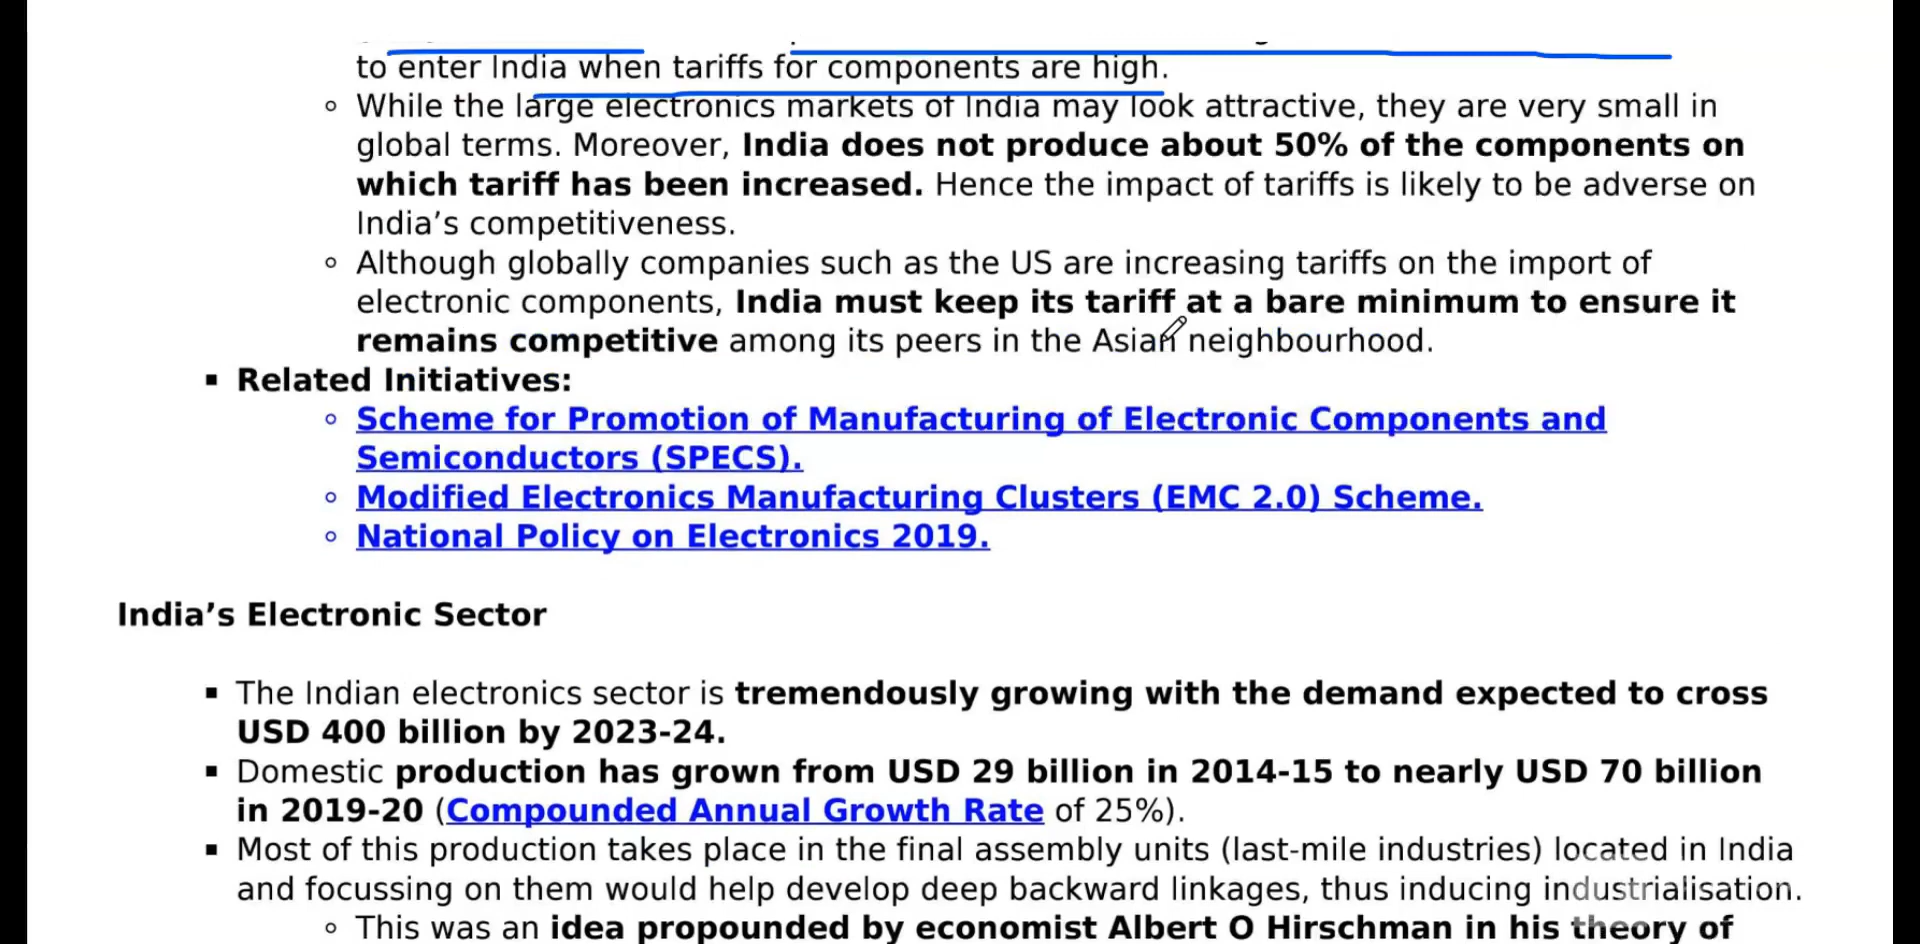 to enter India when tariffs for components are high.
While the large electronics markets of India may look attractive, they are very small in
global terms. Moreover, India does not produce about 50% of the components on
which tariff has been increased. Hence the impact of tariffs is likely to be adverse on
India’s competitiveness.
Although globally companies such as the US are increasing tariffs on the import of
electronic components, India must keep its tariff at a bare minimum to ensure it
remains competitive among its peers in the Asian neighbourhood.
Related Initiatives:
Scheme for Promotion of Manufacturing of Electronic Components and
Semiconductors (SPECS).
Modified Electronics Manufacturing Clusters (EMC 2.0) Scheme.
National Policy on Electronics 2019.
India’s Electronic Sector
The Indian electronics sector is tremendously growing with the demand expected to cross
USD 400 billion by 2023-24.
Domestic production has grown from USD 29 billion in 2014-15 to nearly USD 70 billion
in 2019-20 (Compounded Annual Growth Rate of 25%).
Most of this production takes place in the final assembly units (last-mile industries) located in India
and focussing on them would help develop deep backward linkages, thus inducing industrialisation.
This was an idea propounded by economist Albert O Hirschman in his theory of